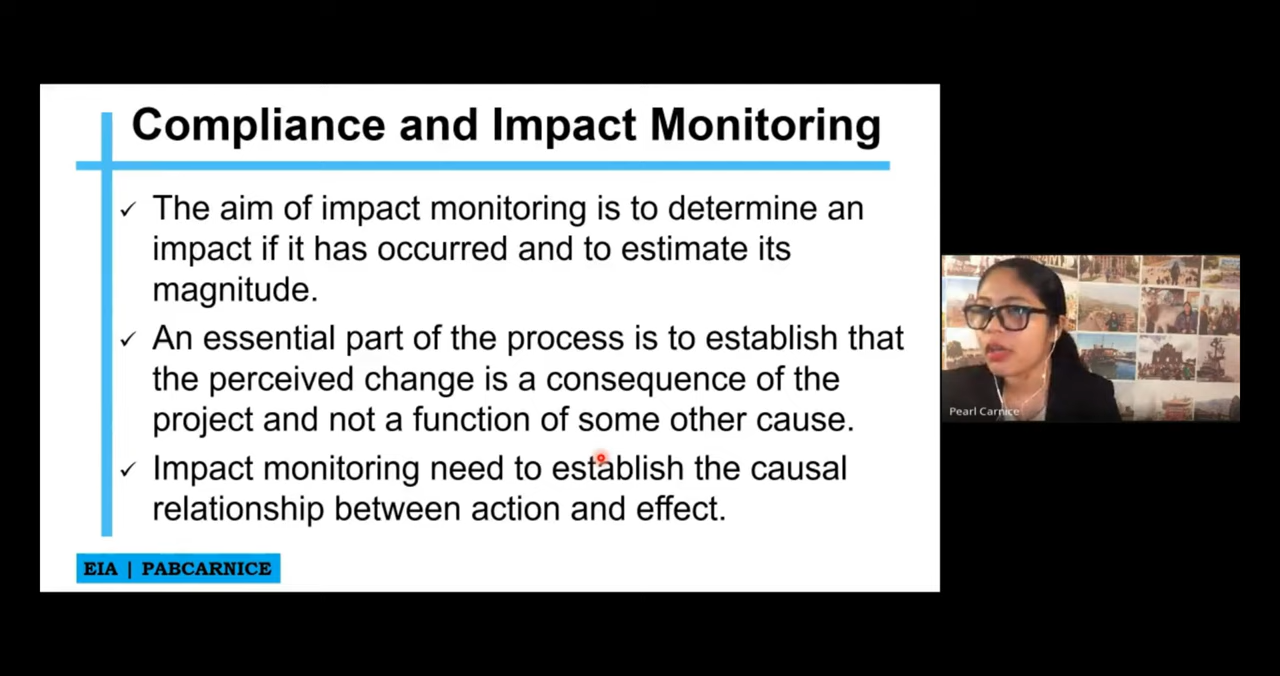 Compliance and Impact Monitoring
✓ The aim of impact monitoring is to determine an
impact if it has occurred and to estimate its
magnitude.
✓ An essential part of the process is to establish that
the perceived change is a consequence of the
project and not a function of some other cause.
✓ Impact monitoring need to establish the causal
relationship between action and effect.
EIA | PABCARNICE
Pearl Carnice